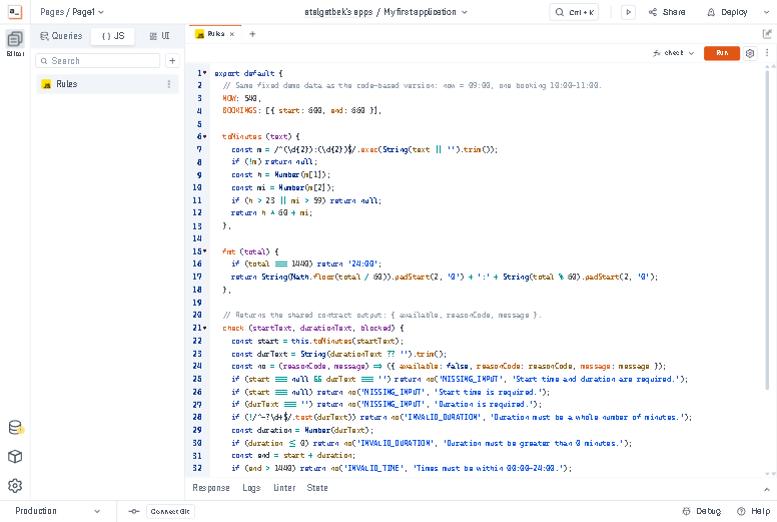 Pages / Page1
atalgatbek's apps / My first application
Ctrl + K
Share
Deploy
Editor
Queries
JS
UI
Search
Rules
Rules
check
Run
1 export default {
2 // Same fixed demo data as the code-based version: now = 09:00, one booking 10:00-11:00.
3 NOW: 540,
4 BOOKINGS: [{ start: 600, end: 660 }],
5
6 toMinutes (text) {
7 const m = /^(\d{2}):(\d{2})$/.exec(String(text || '').trim());
8 if (!m) return null;
9 const h = Number(m[1]);
10 const mi = Number(m[2]);
11 if (h > 23 || mi > 59) return null;
12 return h * 60 + mi;
13 },
14
15 fmt (total) {
16 if (total === 1440) return '24:00';
17 return String(Math.floor(total / 60)).padStart(2, '0') + ':' + String(total % 60).padStart(2, '0');
18 },
19
20 // Returns the shared contract output: { available, reasonCode, message }.
21 check (startText, durationText, blocked) {
22 const start = this.toMinutes(startText);
23 const durText = String(durationText ?? '').trim();
24 const no = (reasonCode, message) => ({ available: false, reasonCode: reasonCode, message: message });
25 if (start === null && durText === '') return no('MISSING_INPUT', 'Start time and duration are required.');
26 if (start === null) return no('MISSING_INPUT', 'Start time is required.');
27 if (durText === '') return no('MISSING_INPUT', 'Duration is required.');
28 if (!/^-?\d+$/.test(durText)) return no('INVALID_DURATION', 'Duration must be a whole number of minutes.');
29 const duration = Number(durText);
30 if (duration <= 0) return no('INVALID_DURATION', 'Duration must be greater than 0 minutes.');
31 const end = start + duration;
32 if (end > 1440) return no('INVALID_TIME', 'Times must be within 00:00-24:00.');
Response
Logs
Linter
State
Production
Connect Git
Debug
Help